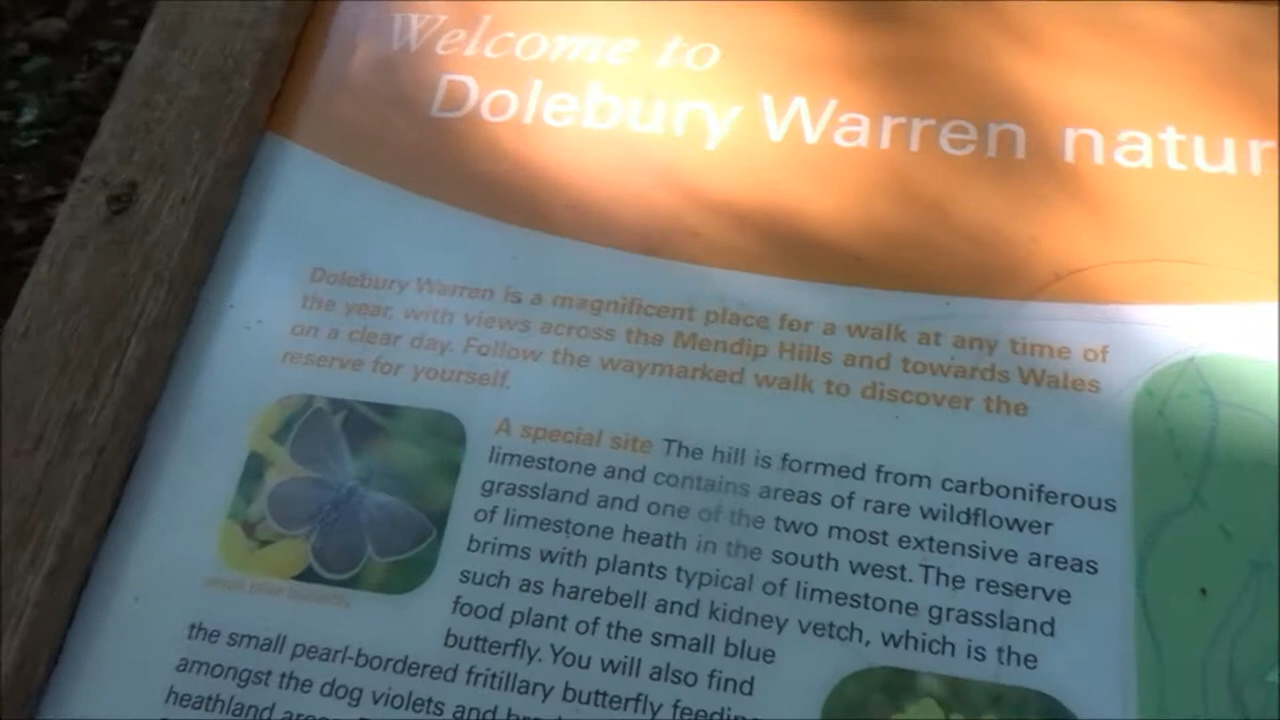 Welcome to
Dolebury Warren natur
Dolebury Warren is a magnificent place for a walk at any time of
the year, with views across the Mendip Hills and towards Wales
on a clear day. Follow the waymarked walk to discover the
reserve for yourself.
A special site The hill is formed from carboniferous
limestone and contains areas of rare wildflower
grassland and one of the two most extensive areas
of limestone heath in the south west. The reserve
brims with plants typical of limestone grassland
such as harebell and kidney vetch, which is the
food plant of the small blue
butterfly. You will also find
small blue butterfly
the small pearl-bordered fritillary butterfly feeding
amongst the dog violets and
heathland